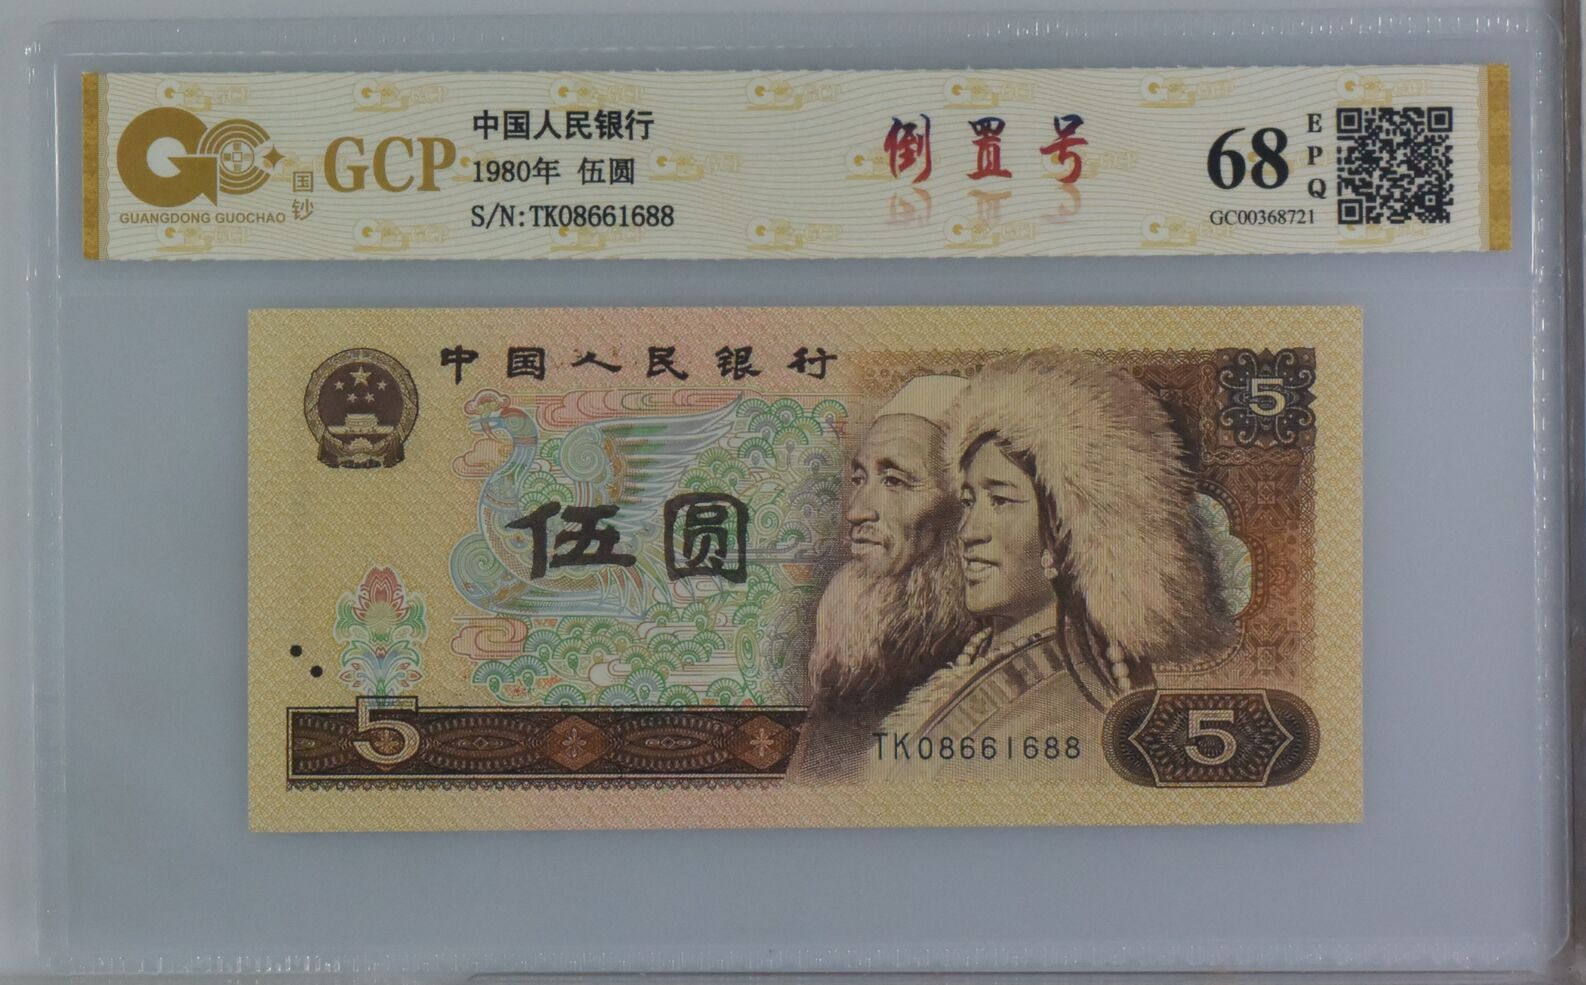 GCP
国钞
GUANGDONG GUOCHAO
中国人民银行
1980年 伍圆
S/N:TK08661688
倒置号
68
EPQ
GC00368721
中国人民银行
5
伍圆
5
TK08661688
5